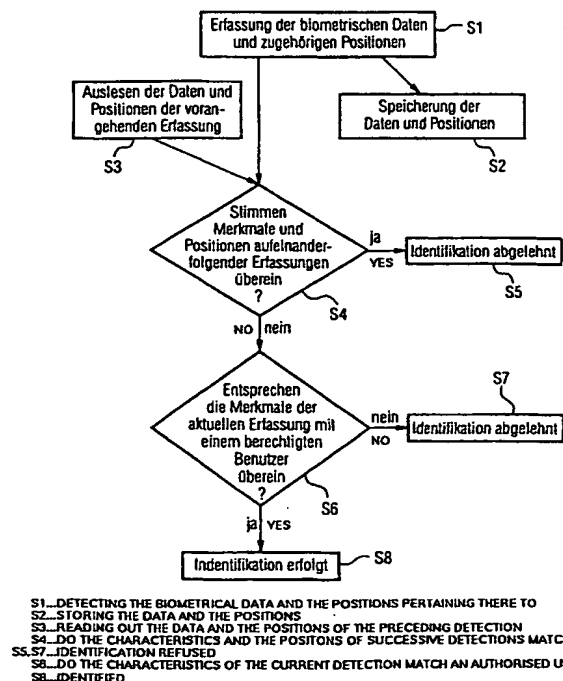 Erfassung der biometrischen Daten
und zugehörigen Positionen
S1
Auslesen der Daten und
Positionen der voran-
gehenden Erfassung
S3
Speicherung der
Daten und Positionen
S2
Stimmen
Merkmale und
Positionen aufeinander-
folgender Erfassungen
überein
?
S4
ja
YES
Identifikation abgelehnt
S5
NO nein
Entsprechen
die Merkmale der
aktuellen Erfassung mit
einem berechtigten
Benutzer
überein
?
S6
nein
NO
Identifikation abgelehnt
S7
ja YES
Indentifikation erfolgt
S8
S1...DETECTING THE BIOMETRICAL DATA AND THE POSITIONS PERTAINING THERE TO
S2...STORING THE DATA AND THE POSITIONS
S3...READING OUT THE DATA AND THE POSITIONS OF THE PRECEDING DETECTION
S4...DO THE CHARACTERISTICS AND THE POSITONS OF SUCCESSIVE DETECTIONS MATC
S5,S7...IDENTIFICATION REFUSED
S8...DO THE CHARACTERISTICS OF THE CURRENT DETECTION MATCH AN AUTHORISED U
S8...IDENTIFIED